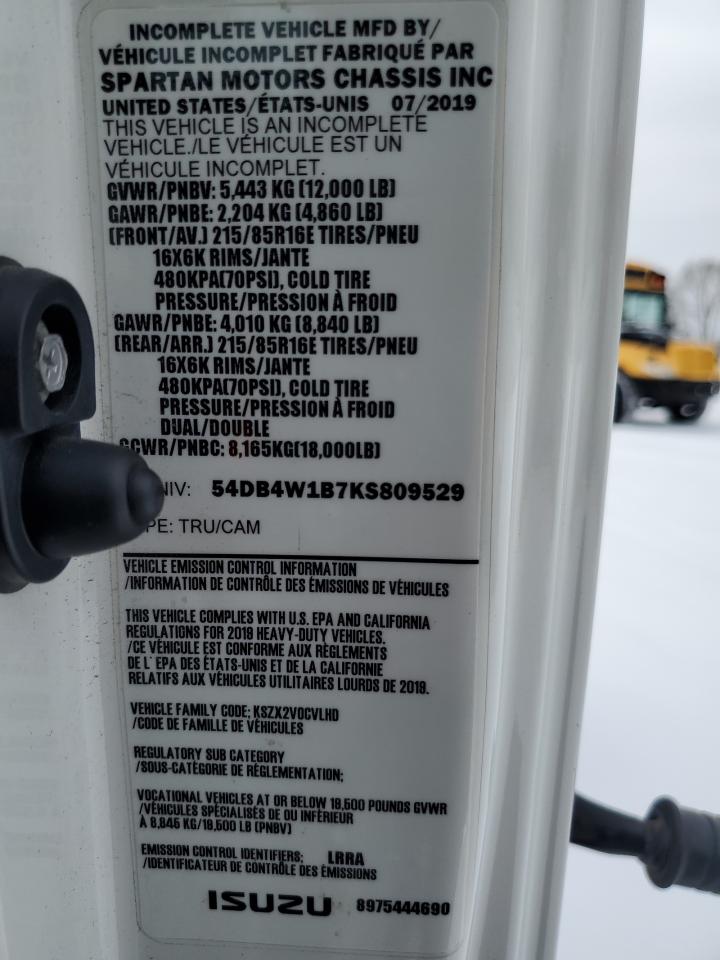 INCOMPLETE VEHICLE MFD BY/
VÉHICULE INCOMPLET FABRIQUÉ PAR
SPARTAN MOTORS CHASSIS INC
UNITED STATES/ÉTATS-UNIS 07/2019
THIS VEHICLE IS AN INCOMPLETE
VEHICLE./LE VÉHICULE EST UN
VÉHICULE INCOMPLET.
GVWR/PNBV: 5,443 KG (12,000 LB)
GAWR/PNBE: 2,204 KG (4,860 LB)
(FRONT/AV.) 215/85R16E TIRES/PNEU
16X6K RIMS/JANTE
480KPA(70PSI), COLD TIRE
PRESSURE/PRESSION À FROID
GAWR/PNBE: 4,010 KG (8,840 LB)
(REAR/ARR.) 215/85R16E TIRES/PNEU
16X6K RIMS/JANTE
480KPA(70PSI), COLD TIRE
PRESSURE/PRESSION À FROID
DUAL/DOUBLE
GCWR/PNBC: 8,165KG(18,000LB)
NIV: 54DB4W1B7KS809529
PE: TRU/CAM
VEHICLE EMISSION CONTROL INFORMATION
/INFORMATION DE CONTRÔLE DES ÉMISSIONS DE VÉHICULES
THIS VEHICLE COMPLIES WITH U.S. EPA AND CALIFORNIA
REGULATIONS FOR 2019 HEAVY-DUTY VEHICLES.
/CE VÉHICULE EST CONFORME AUX RÈGLEMENTS
DE L' EPA DES ÉTATS-UNIS ET DE LA CALIFORNIE
RELATIFS AUX VÉHICULES UTILITAIRES LOURDS DE 2019.
VEHICLE FAMILY CODE; KSZX2VOCVLHD
/CODE DE FAMILLE DE VÉHICULES
REGULATORY SUB CATEGORY
/SOUS-CATÉGORIE DE RÉGLEMENTATION;
VOCATIONAL VEHICLES AT OR BELOW 19,500 POUNDS GVWR
/VÉHICULES SPÉCIALISÉS DE OU INFÉRIEUR
À 8,845 KG/19,500 LB (PNBV)
EMISSION CONTROL IDENTIFIERS; LRRA
/IDENTIFICATEUR DE CONTRÔLE DES ÉMISSIONS
ISUZU 8975444690